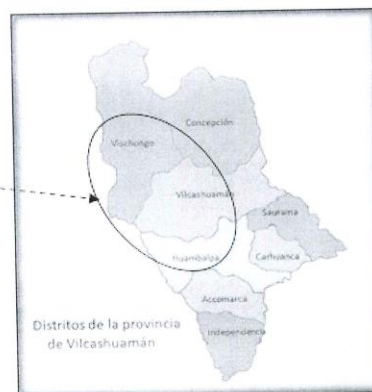 Concepción
Vischongo
Vilcashuamán
Saurama
Huambalpa
Carhuanca
Accomarca
Independencia
Distritos de la provincia
de Vilcashuamán